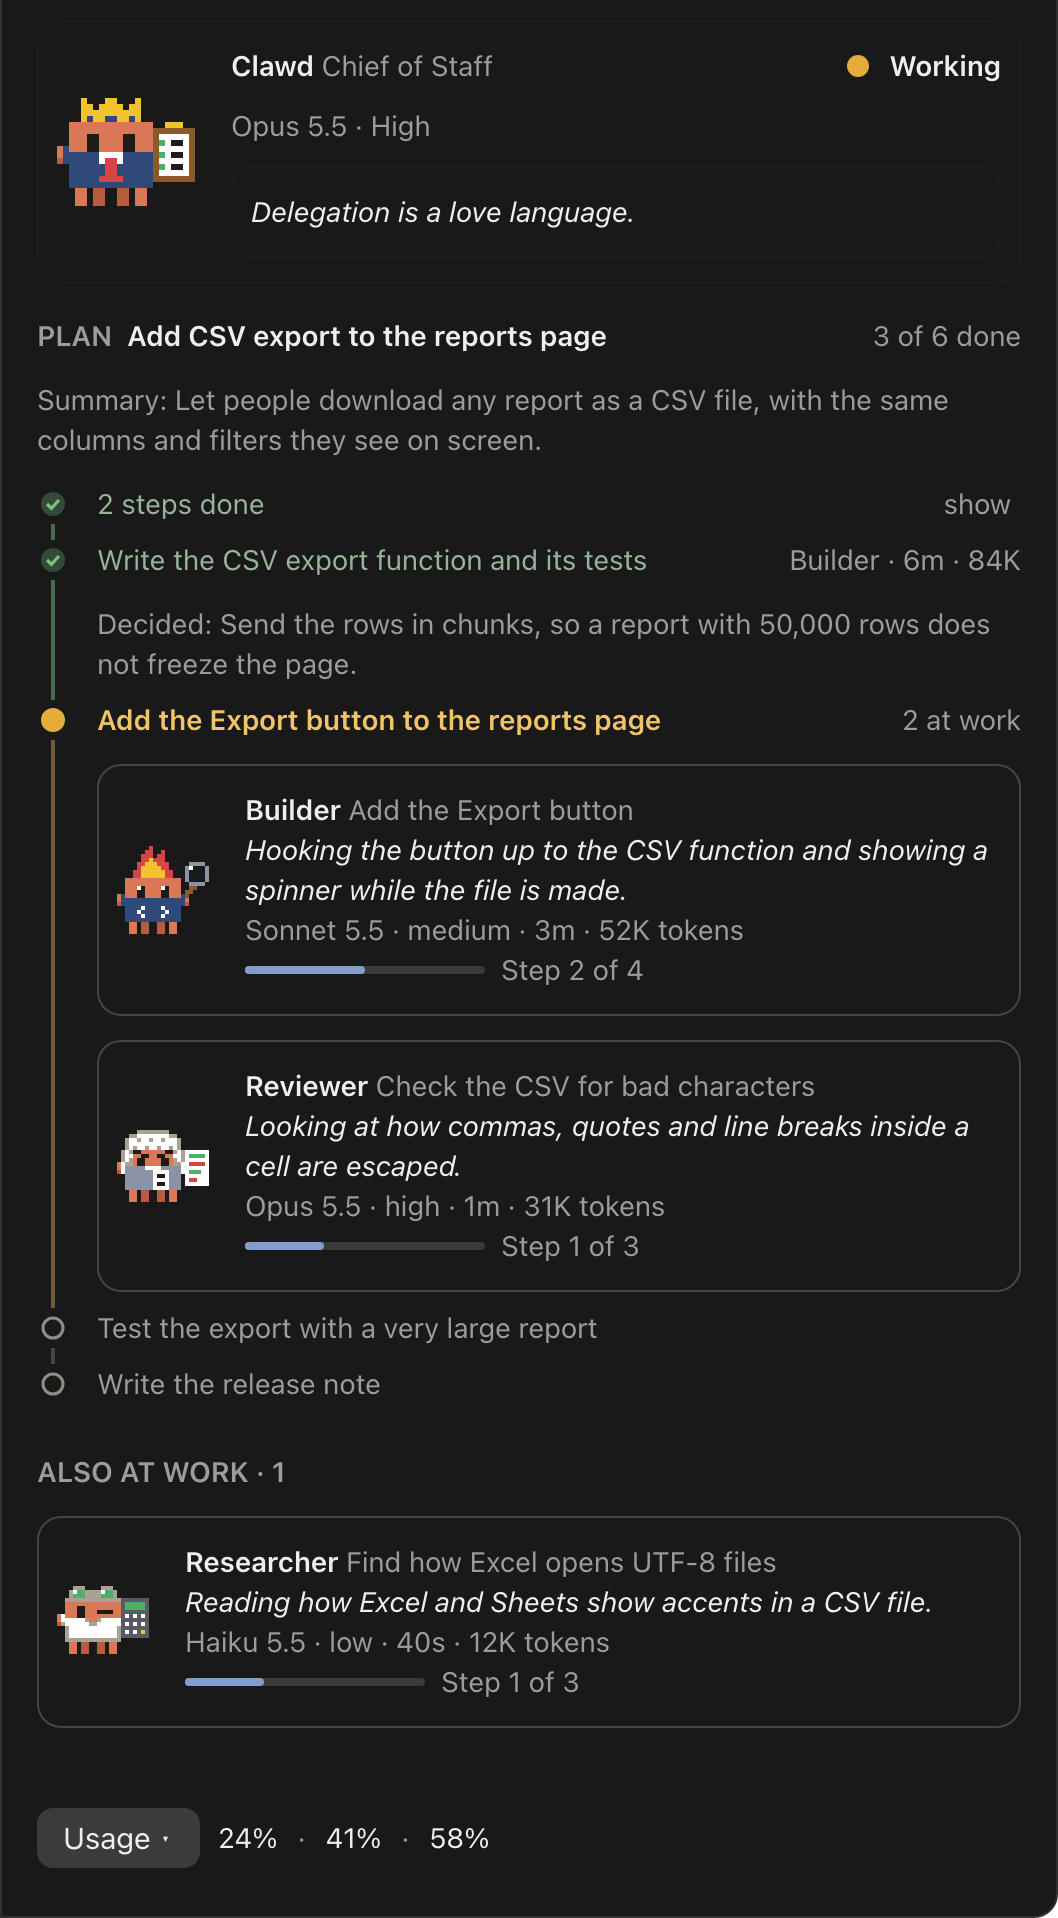 Clawd Chief of Staff
Working
Opus 5.5 · High
Delegation is a love language.
PLAN Add CSV export to the reports page
3 of 6 done
Summary: Let people download any report as a CSV file, with the same
columns and filters they see on screen.
2 steps done
show
Write the CSV export function and its tests
Builder · 6m · 84K
Decided: Send the rows in chunks, so a report with 50,000 rows does
not freeze the page.
Add the Export button to the reports page
2 at work
Builder Add the Export button
Hooking the button up to the CSV function and showing a
spinner while the file is made.
Sonnet 5.5 · medium · 3m · 52K tokens
Step 2 of 4
Reviewer Check the CSV for bad characters
Looking at how commas, quotes and line breaks inside a
cell are escaped.
Opus 5.5 · high · 1m · 31K tokens
Step 1 of 3
Test the export with a very large report
Write the release note
ALSO AT WORK · 1
Researcher Find how Excel opens UTF-8 files
Reading how Excel and Sheets show accents in a CSV file.
Haiku 5.5 · low · 40s · 12K tokens
Step 1 of 3
Usage
24% · 41% · 58%